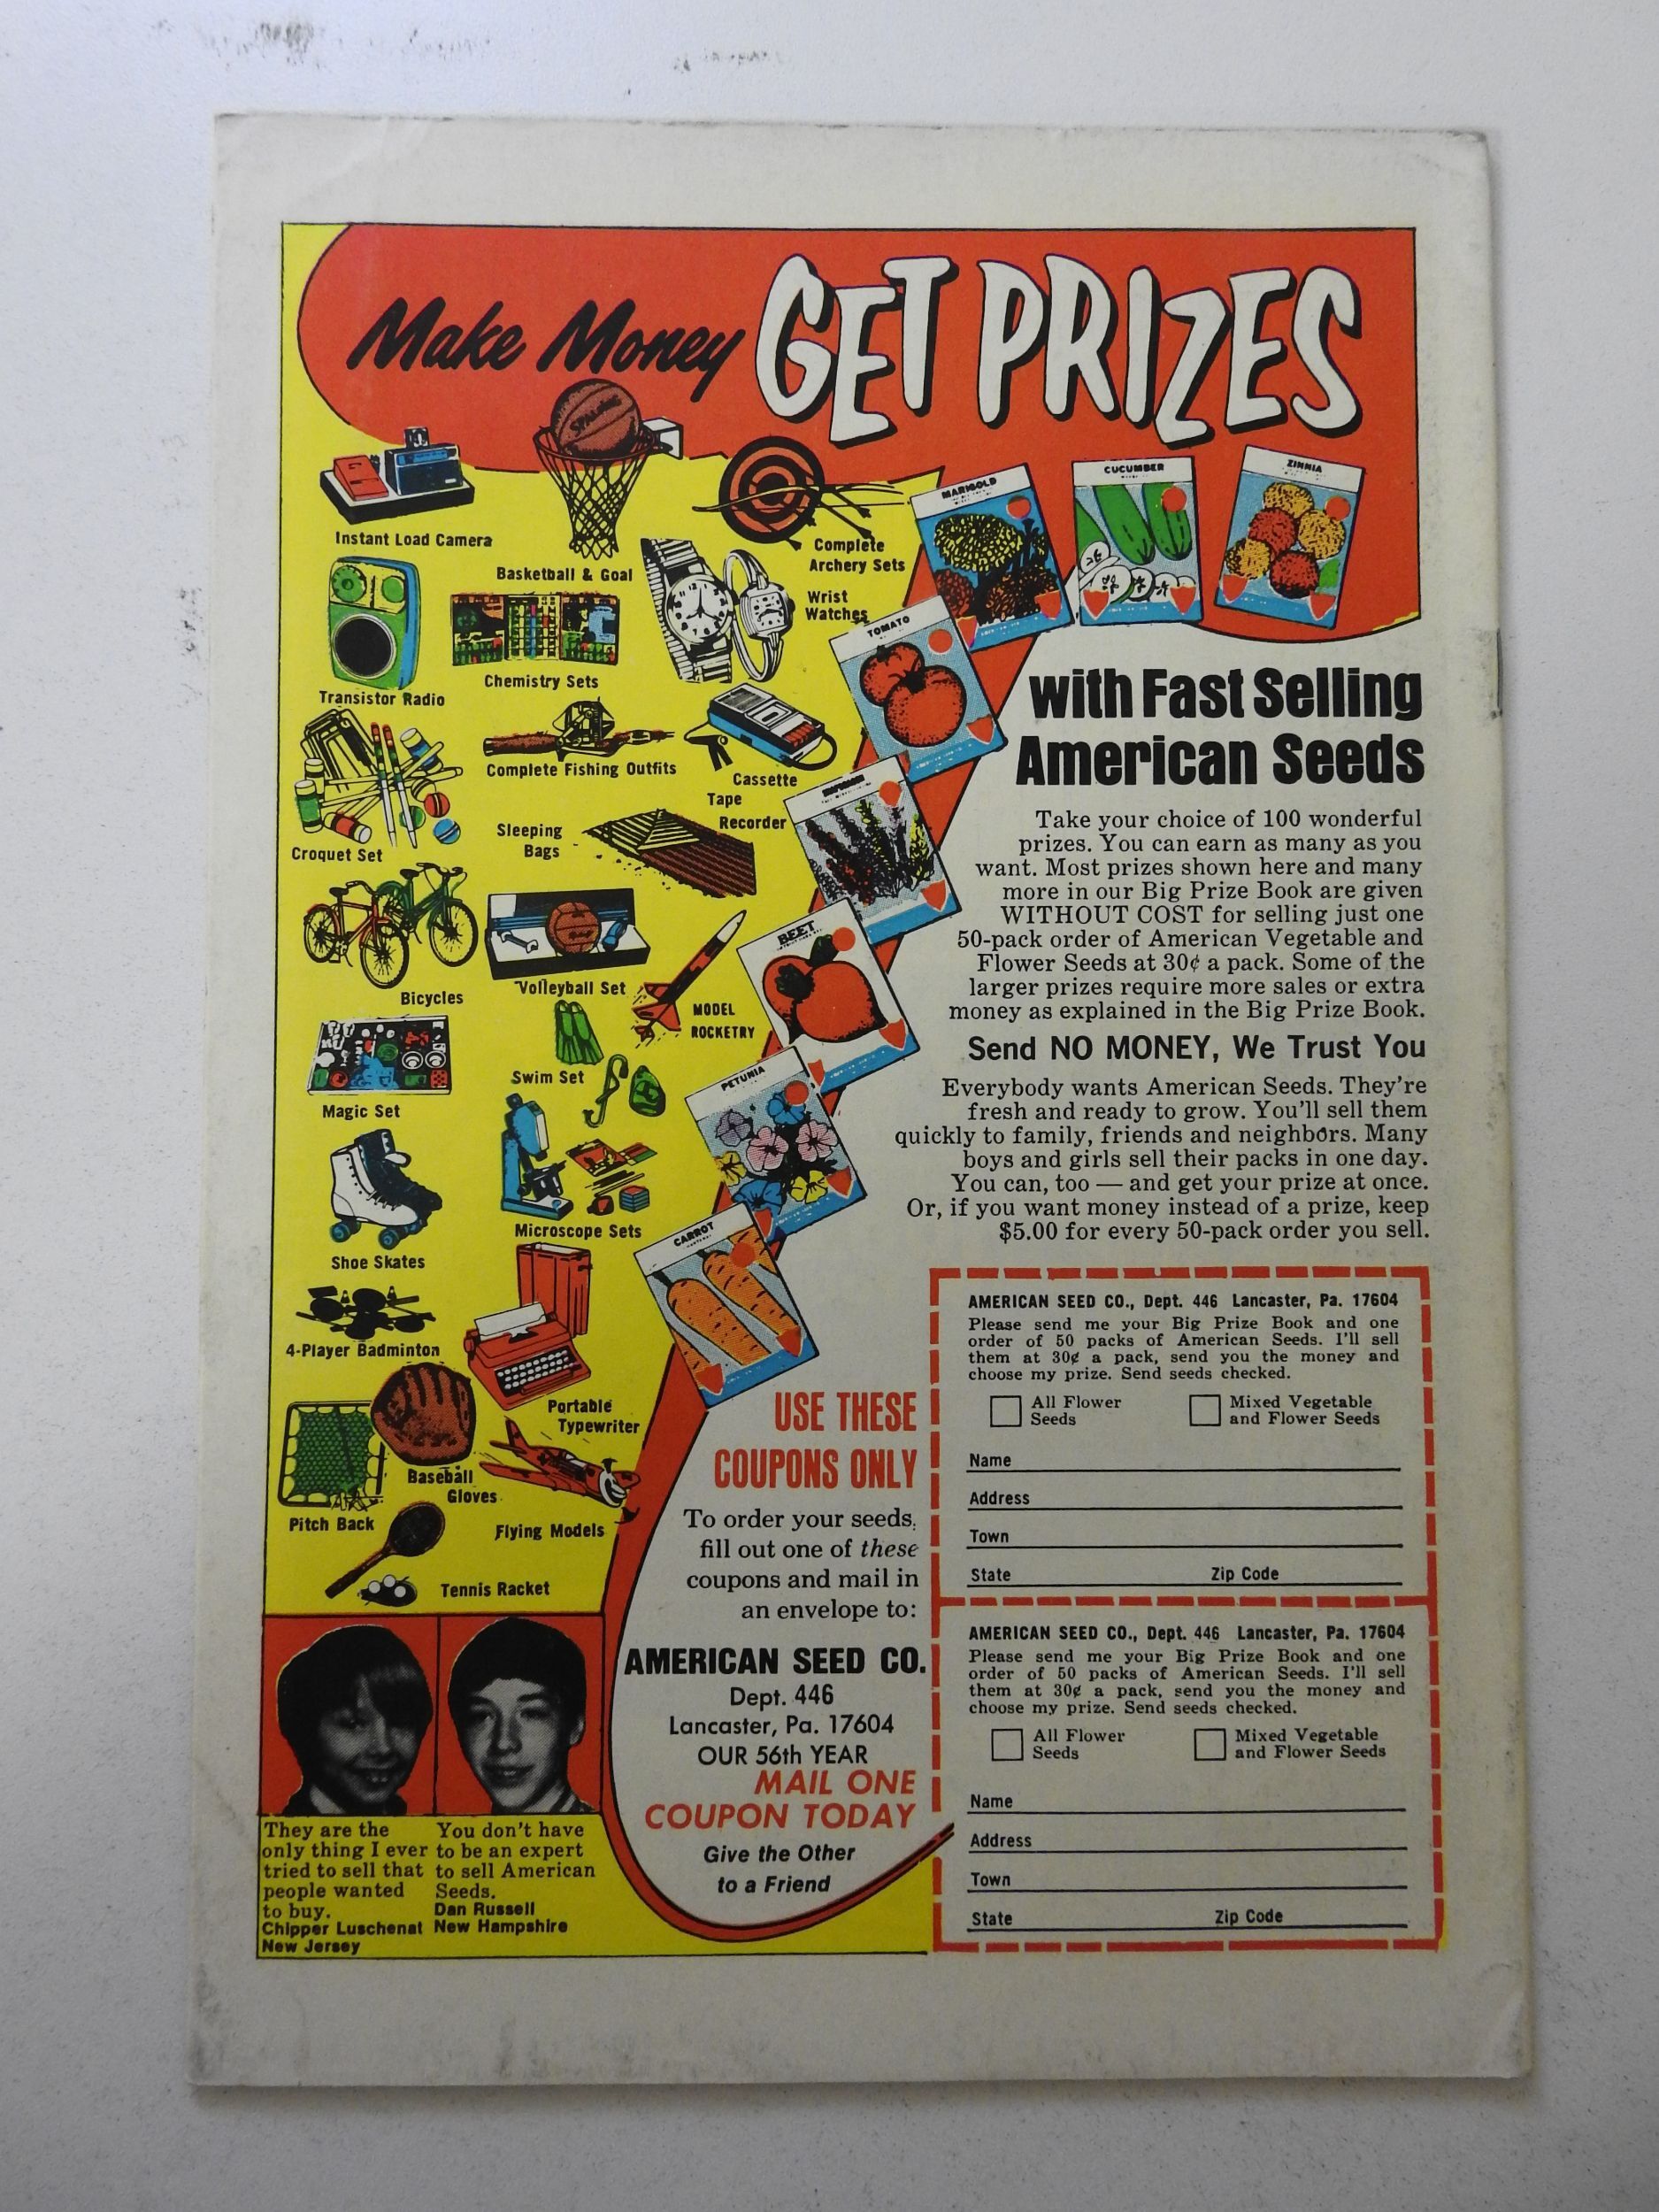 Make Money GET PRIZES
SPALDING
Instant Load Camera
Basketball & Goal
Complete
Archery Sets
Wrist
Watches
Transistor Radio
Chemistry Sets
Complete Fishing Outfits
Cassette
Tape
Recorder
Croquet Set
Sleeping
Bags
Bicycles
Volleyball Set
MODEL
ROCKETRY
Magic Set
Swim Set
Shoe Skates
Microscope Sets
4-Player Badminton
Portable
Typewriter
Pitch Back
Baseball
Gloves
Flying Models
Tennis Racket
MARIGOLD
CUCUMBER
ZINNIA
TOMATO
BEET
PETUNIA
CARROT
with Fast Selling
American Seeds
Take your choice of 100 wonderful
prizes. You can earn as many as you
want. Most prizes shown here and many
more in our Big Prize Book are given
WITHOUT COST for selling just one
50-pack order of American Vegetable and
Flower Seeds at 30¢ a pack. Some of the
larger prizes require more sales or extra
money as explained in the Big Prize Book.
Send NO MONEY, We Trust You
Everybody wants American Seeds. They're
fresh and ready to grow. You'll sell them
quickly to family, friends and neighbors. Many
boys and girls sell their packs in one day.
You can, too — and get your prize at once.
Or, if you want money instead of a prize, keep
$5.00 for every 50-pack order you sell.
USE THESE
COUPONS ONLY
To order your seeds,
fill out one of these
coupons and mail in
an envelope to:
AMERICAN SEED CO.
Dept. 446
Lancaster, Pa. 17604
OUR 56th YEAR
MAIL ONE
COUPON TODAY
Give the Other
to a Friend
AMERICAN SEED CO., Dept. 446 Lancaster, Pa. 17604
Please send me your Big Prize Book and one
order of 50 packs of American Seeds. I'll sell
them at 30¢ a pack, send you the money and
choose my prize. Send seeds checked.
All Flower
Seeds
Mixed Vegetable
and Flower Seeds
Name
Address
Town
State Zip Code
AMERICAN SEED CO., Dept. 446 Lancaster, Pa. 17604
Please send me your Big Prize Book and one
order of 50 packs of American Seeds. I'll sell
them at 30¢ a pack, send you the money and
choose my prize. Send seeds checked.
All Flower
Seeds
Mixed Vegetable
and Flower Seeds
Name
Address
Town
State Zip Code
They are the
only thing I ever
tried to sell that
people wanted
to buy.
Chipper Luschenat
New Jersey
You don't have
to be an expert
to sell American
Seeds.
Dan Russell
New Hampshire